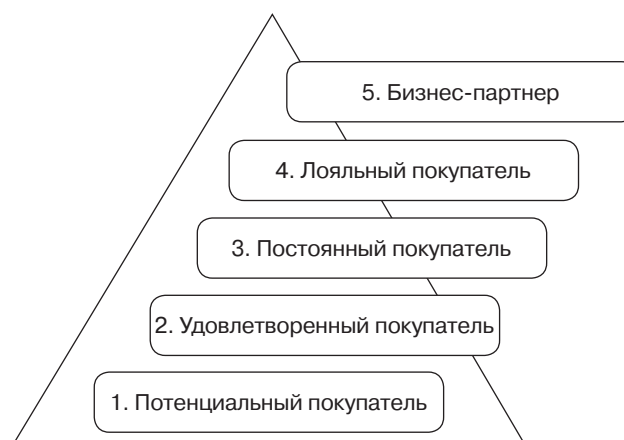 5. Бизнес-партнер
4. Лояльный покупатель
3. Постоянный покупатель
2. Удовлетворенный покупатель
1. Потенциальный покупатель